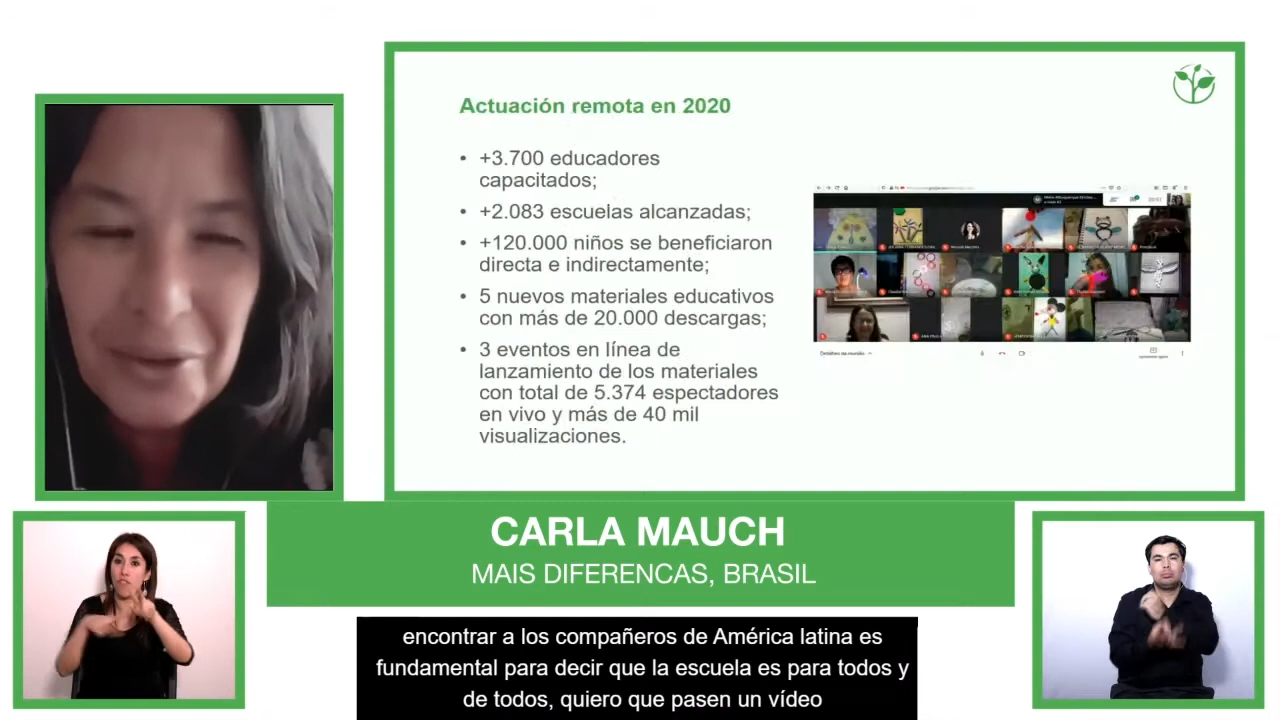 Actuación remota en 2020
• +3.700 educadores
capacitados;
• +2.083 escuelas alcanzadas;
• +120.000 niños se beneficiaron
directa e indirectamente;
• 5 nuevos materiales educativos
con más de 20.000 descargas;
• 3 eventos en línea de
lanzamiento de los materiales
con total de 5.374 espectadores
en vivo y más de 40 mil
visualizaciones.
CARLA MAUCH
MAIS DIFERENCAS, BRASIL
encontrar a los compañeros de América latina es
fundamental para decir que la escuela es para todos y
de todos, quiero que pasen un vídeo